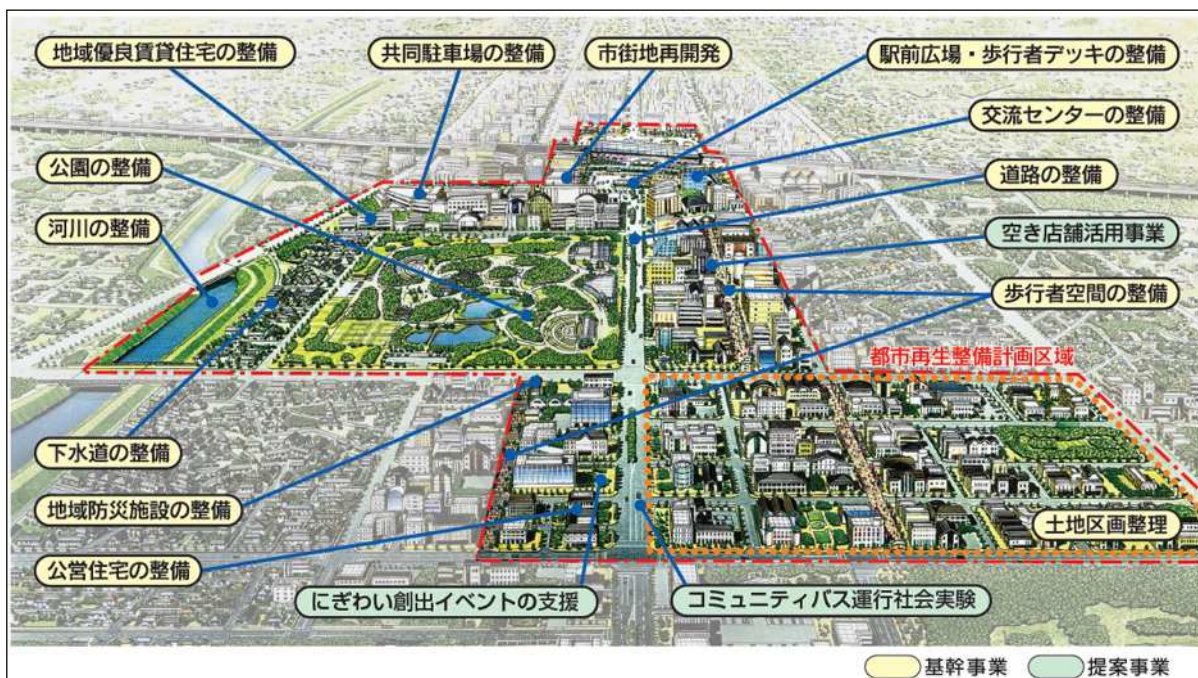 地域優良賃貸住宅の整備
共同駐車場の整備
市街地再開発
駅前広場・歩行者デッキの整備
交流センターの整備
公園の整備
道路の整備
河川の整備
空き店舗活用事業
歩行者空間の整備
都市再生整備計画区域
下水道の整備
地域防災施設の整備
土地区画整理
公営住宅の整備
にぎわい創出イベントの支援
コミュニティバス運行社会実験
基幹事業
提案事業